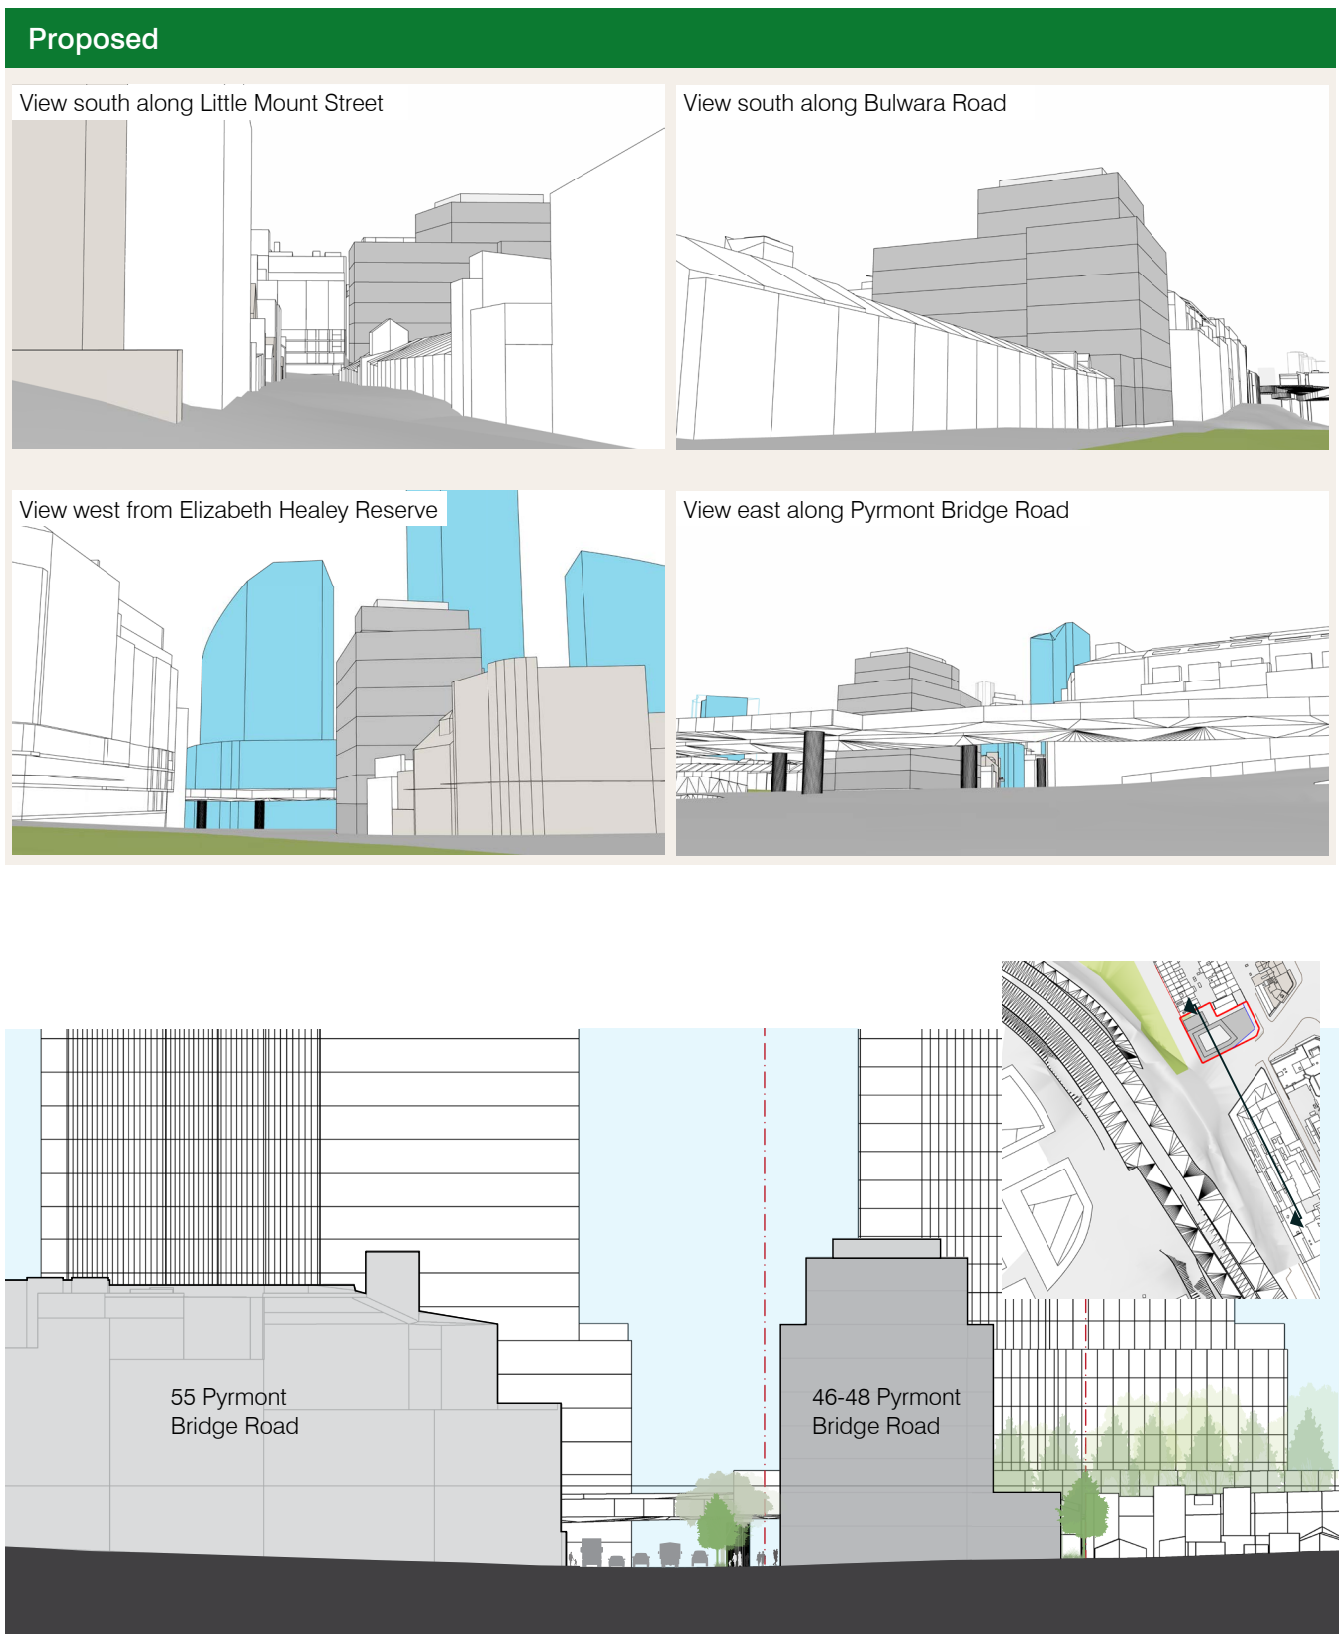 Proposed
View south along Little Mount Street
View south along Bulwara Road
View west from Elizabeth Healey Reserve
View east along Pyrmont Bridge Road
55 Pyrmont
Bridge Road
46-48 Pyrmont
Bridge Road